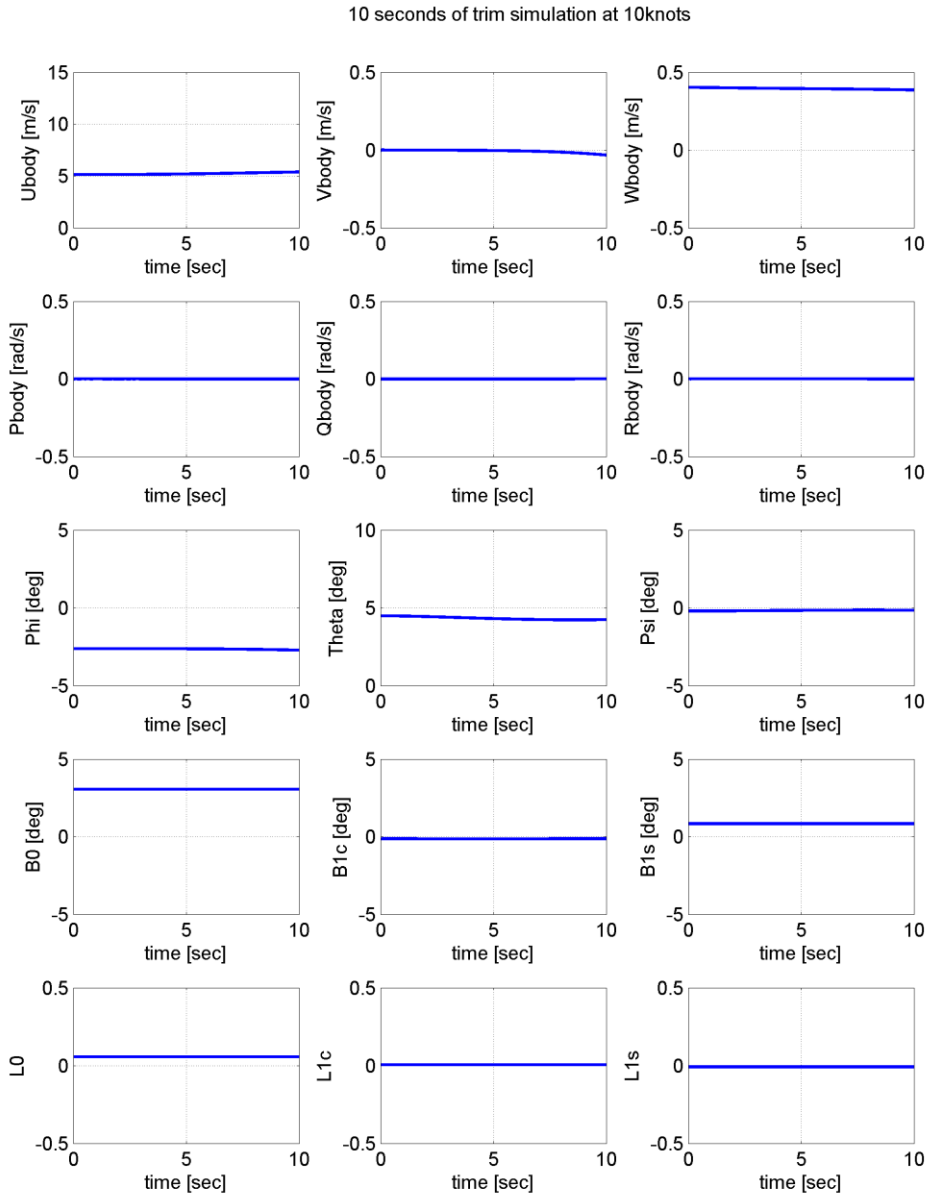 10 seconds of trim simulation at 10knots
Ubody [m/s]
15
10
5
0
0 5 10
time [sec]
Vbody [m/s]
0.5
0
-0.5
0 5 10
time [sec]
Wbody [m/s]
0.5
0
-0.5
0 5 10
time [sec]
Pbody [rad/s]
0.5
0
-0.5
0 5 10
time [sec]
Qbody [rad/s]
0.5
0
-0.5
0 5 10
time [sec]
Rbody [rad/s]
0.5
0
-0.5
0 5 10
time [sec]
Phi [deg]
5
0
-5
0 5 10
time [sec]
Theta [deg]
10
5
0
0 5 10
time [sec]
Psi [deg]
5
0
-5
0 5 10
time [sec]
B0 [deg]
5
0
-5
0 5 10
time [sec]
B1c [deg]
5
0
-5
0 5 10
time [sec]
B1s [deg]
5
0
-5
0 5 10
time [sec]
L0
0.5
0
-0.5
0 5 10
time [sec]
L1c
0.5
0
-0.5
0 5 10
time [sec]
L1s
0.5
0
-0.5
0 5 10
time [sec]